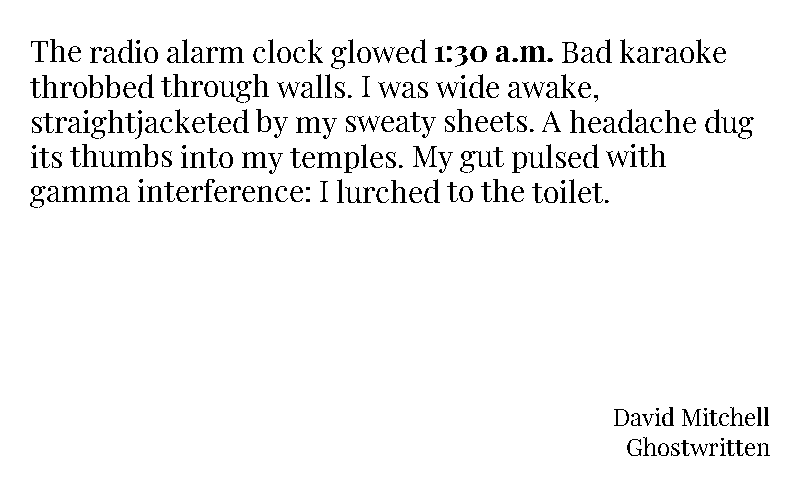 The radio alarm clock glowed 1:30 a.m. Bad karaoke
throbbed through walls. I was wide awake,
straightjacketed by my sweaty sheets. A headache dug
its thumbs into my temples. My gut pulsed with
gamma interference: I lurched to the toilet.
David Mitchell
Ghostwritten